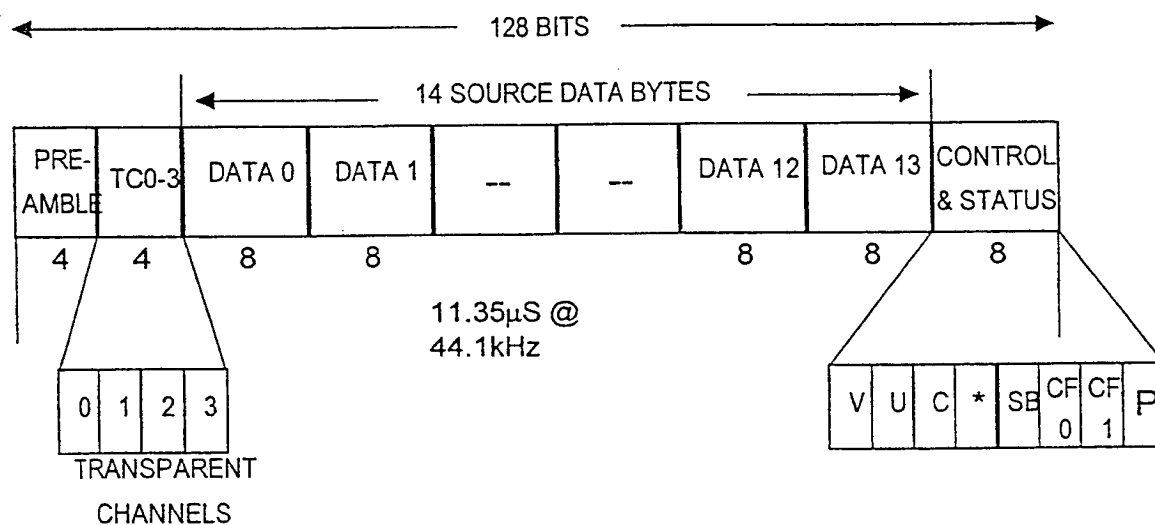 128 BITS
14 SOURCE DATA BYTES
PRE-
AMBLE
TC0-3
DATA 0
DATA 1
--
--
DATA 12
DATA 13
CONTROL
& STATUS
4
4
8
8
8
8
8
11.35μS @
44.1kHz
0
1
2
3
TRANSPARENT
CHANNELS
V
U
C
*
SB
CF
0
CF
1
P